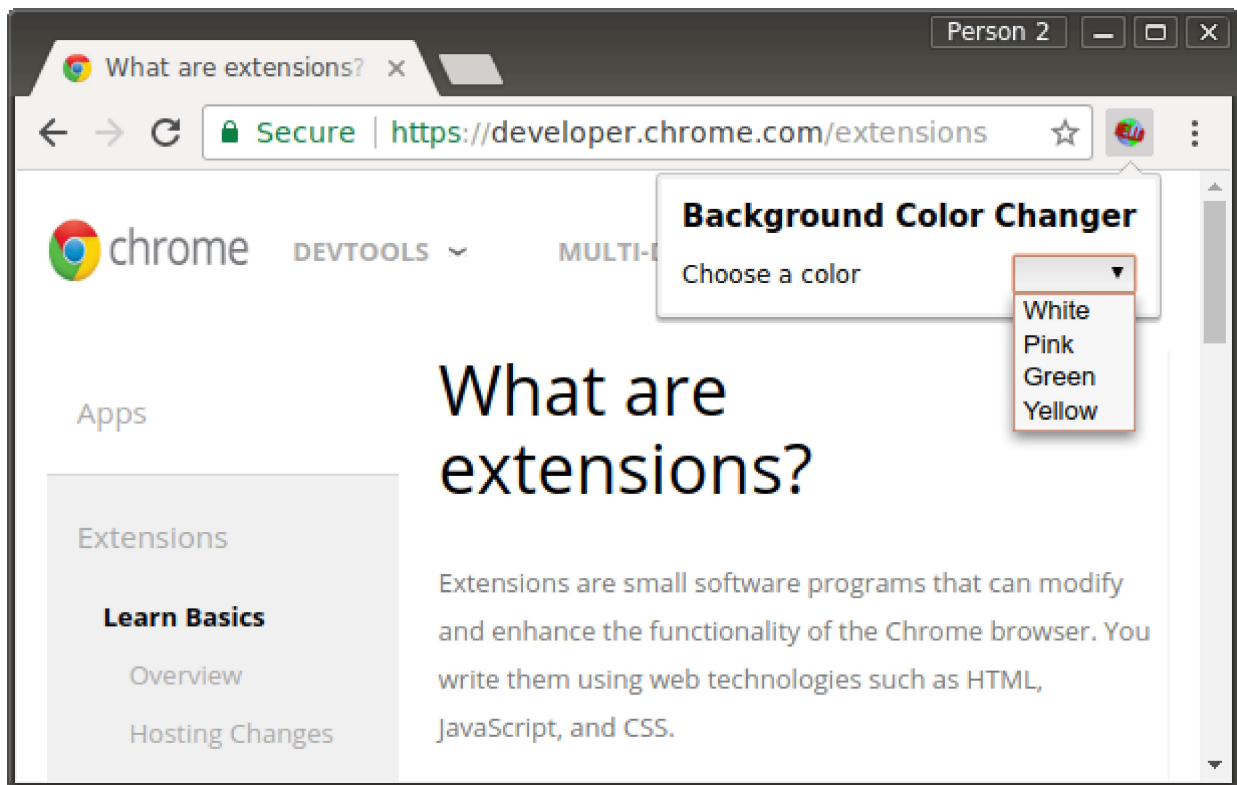 Person 2
What are extensions?
Secure | https://developer.chrome.com/extensions
Background Color Changer
Choose a color
White
Pink
Green
Yellow
chrome DEVTOOLS MULTI-D
What are
extensions?
Apps
Extensions
Learn Basics
Overview
Hosting Changes
Extensions are small software programs that can modify
and enhance the functionality of the Chrome browser. You
write them using web technologies such as HTML,
JavaScript, and CSS.